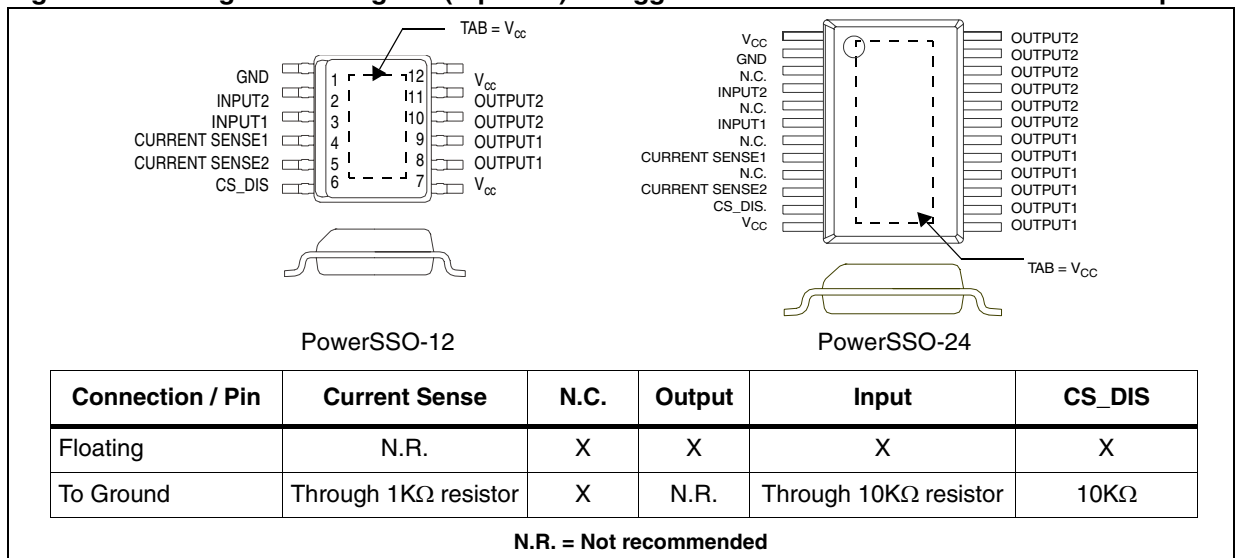 TAB = Vcc
GND
INPUT2
INPUT1
CURRENT SENSE1
CURRENT SENSE2
CS_DIS
1
2
3
4
5
6
12
11
10
9
8
7
Vcc
OUTPUT2
OUTPUT2
OUTPUT1
OUTPUT1
Vcc
PowerSSO-12
VCC
GND
N.C.
INPUT2
N.C.
INPUT1
N.C.
CURRENT SENSE1
N.C.
CURRENT SENSE2
CS_DIS.
VCC
OUTPUT2
OUTPUT2
OUTPUT2
OUTPUT2
OUTPUT2
OUTPUT2
OUTPUT1
OUTPUT1
OUTPUT1
OUTPUT1
OUTPUT1
OUTPUT1
TAB = VCC
PowerSSO-24
Connection / Pin Current Sense N.C. Output Input CS_DIS
Floating N.R. X X X X
To Ground Through 1KΩ resistor X N.R. Through 10KΩ resistor 10KΩ
N.R. = Not recommended